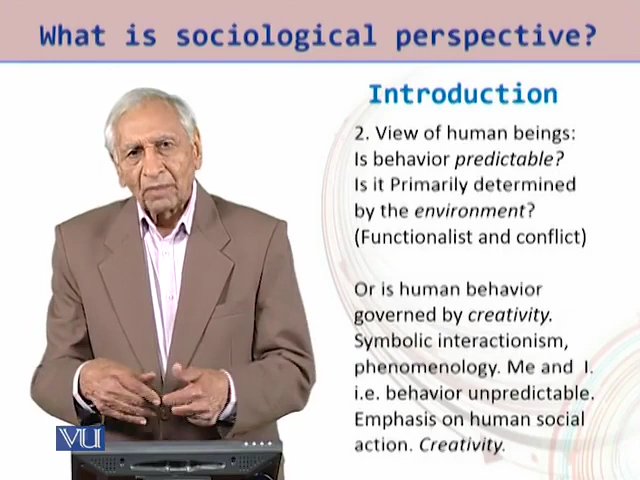 What is sociological perspective?
Introduction
2. View of human beings:
Is behavior predictable?
Is it Primarily determined
by the environment?
(Functionalist and conflict)
Or is human behavior
governed by creativity.
Symbolic interactionism,
phenomenology. Me and I.
i.e. behavior unpredictable.
Emphasis on human social
action. Creativity.
VU